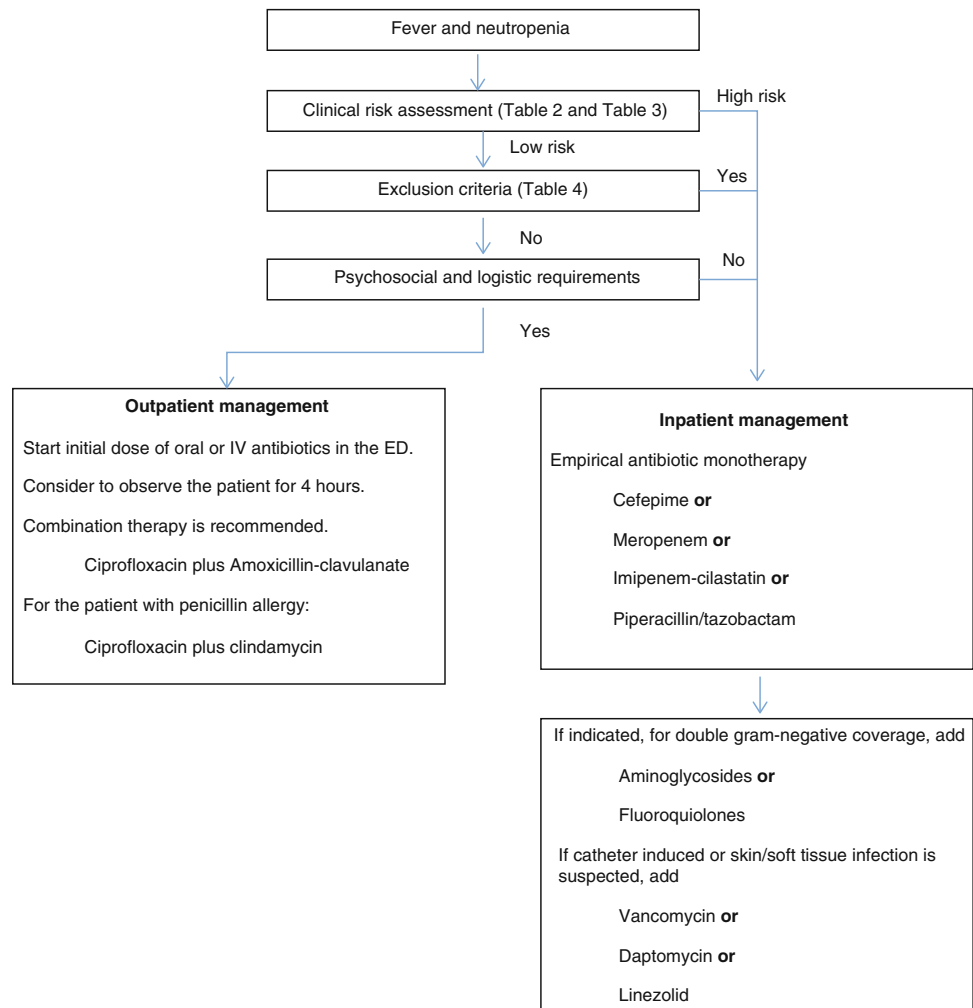 Fever and neutropenia
Clinical risk assessment (Table 2 and Table 3)
High risk
Low risk
Exclusion criteria (Table 4)
Yes
No
Psychosocial and logistic requirements
No
Yes
Outpatient management
Start initial dose of oral or IV antibiotics in the ED.
Consider to observe the patient for 4 hours.
Combination therapy is recommended.
Ciprofloxacin plus Amoxicillin-clavulanate
For the patient with penicillin allergy:
Ciprofloxacin plus clindamycin
Inpatient management
Empirical antibiotic monotherapy
Cefepime or
Meropenem or
Imipenem-cilastatin or
Piperacillin/tazobactam
If indicated, for double gram-negative coverage, add
Aminoglycosides or
Fluoroquiolones
If catheter induced or skin/soft tissue infection is
suspected, add
Vancomycin or
Daptomycin or
Linezolid